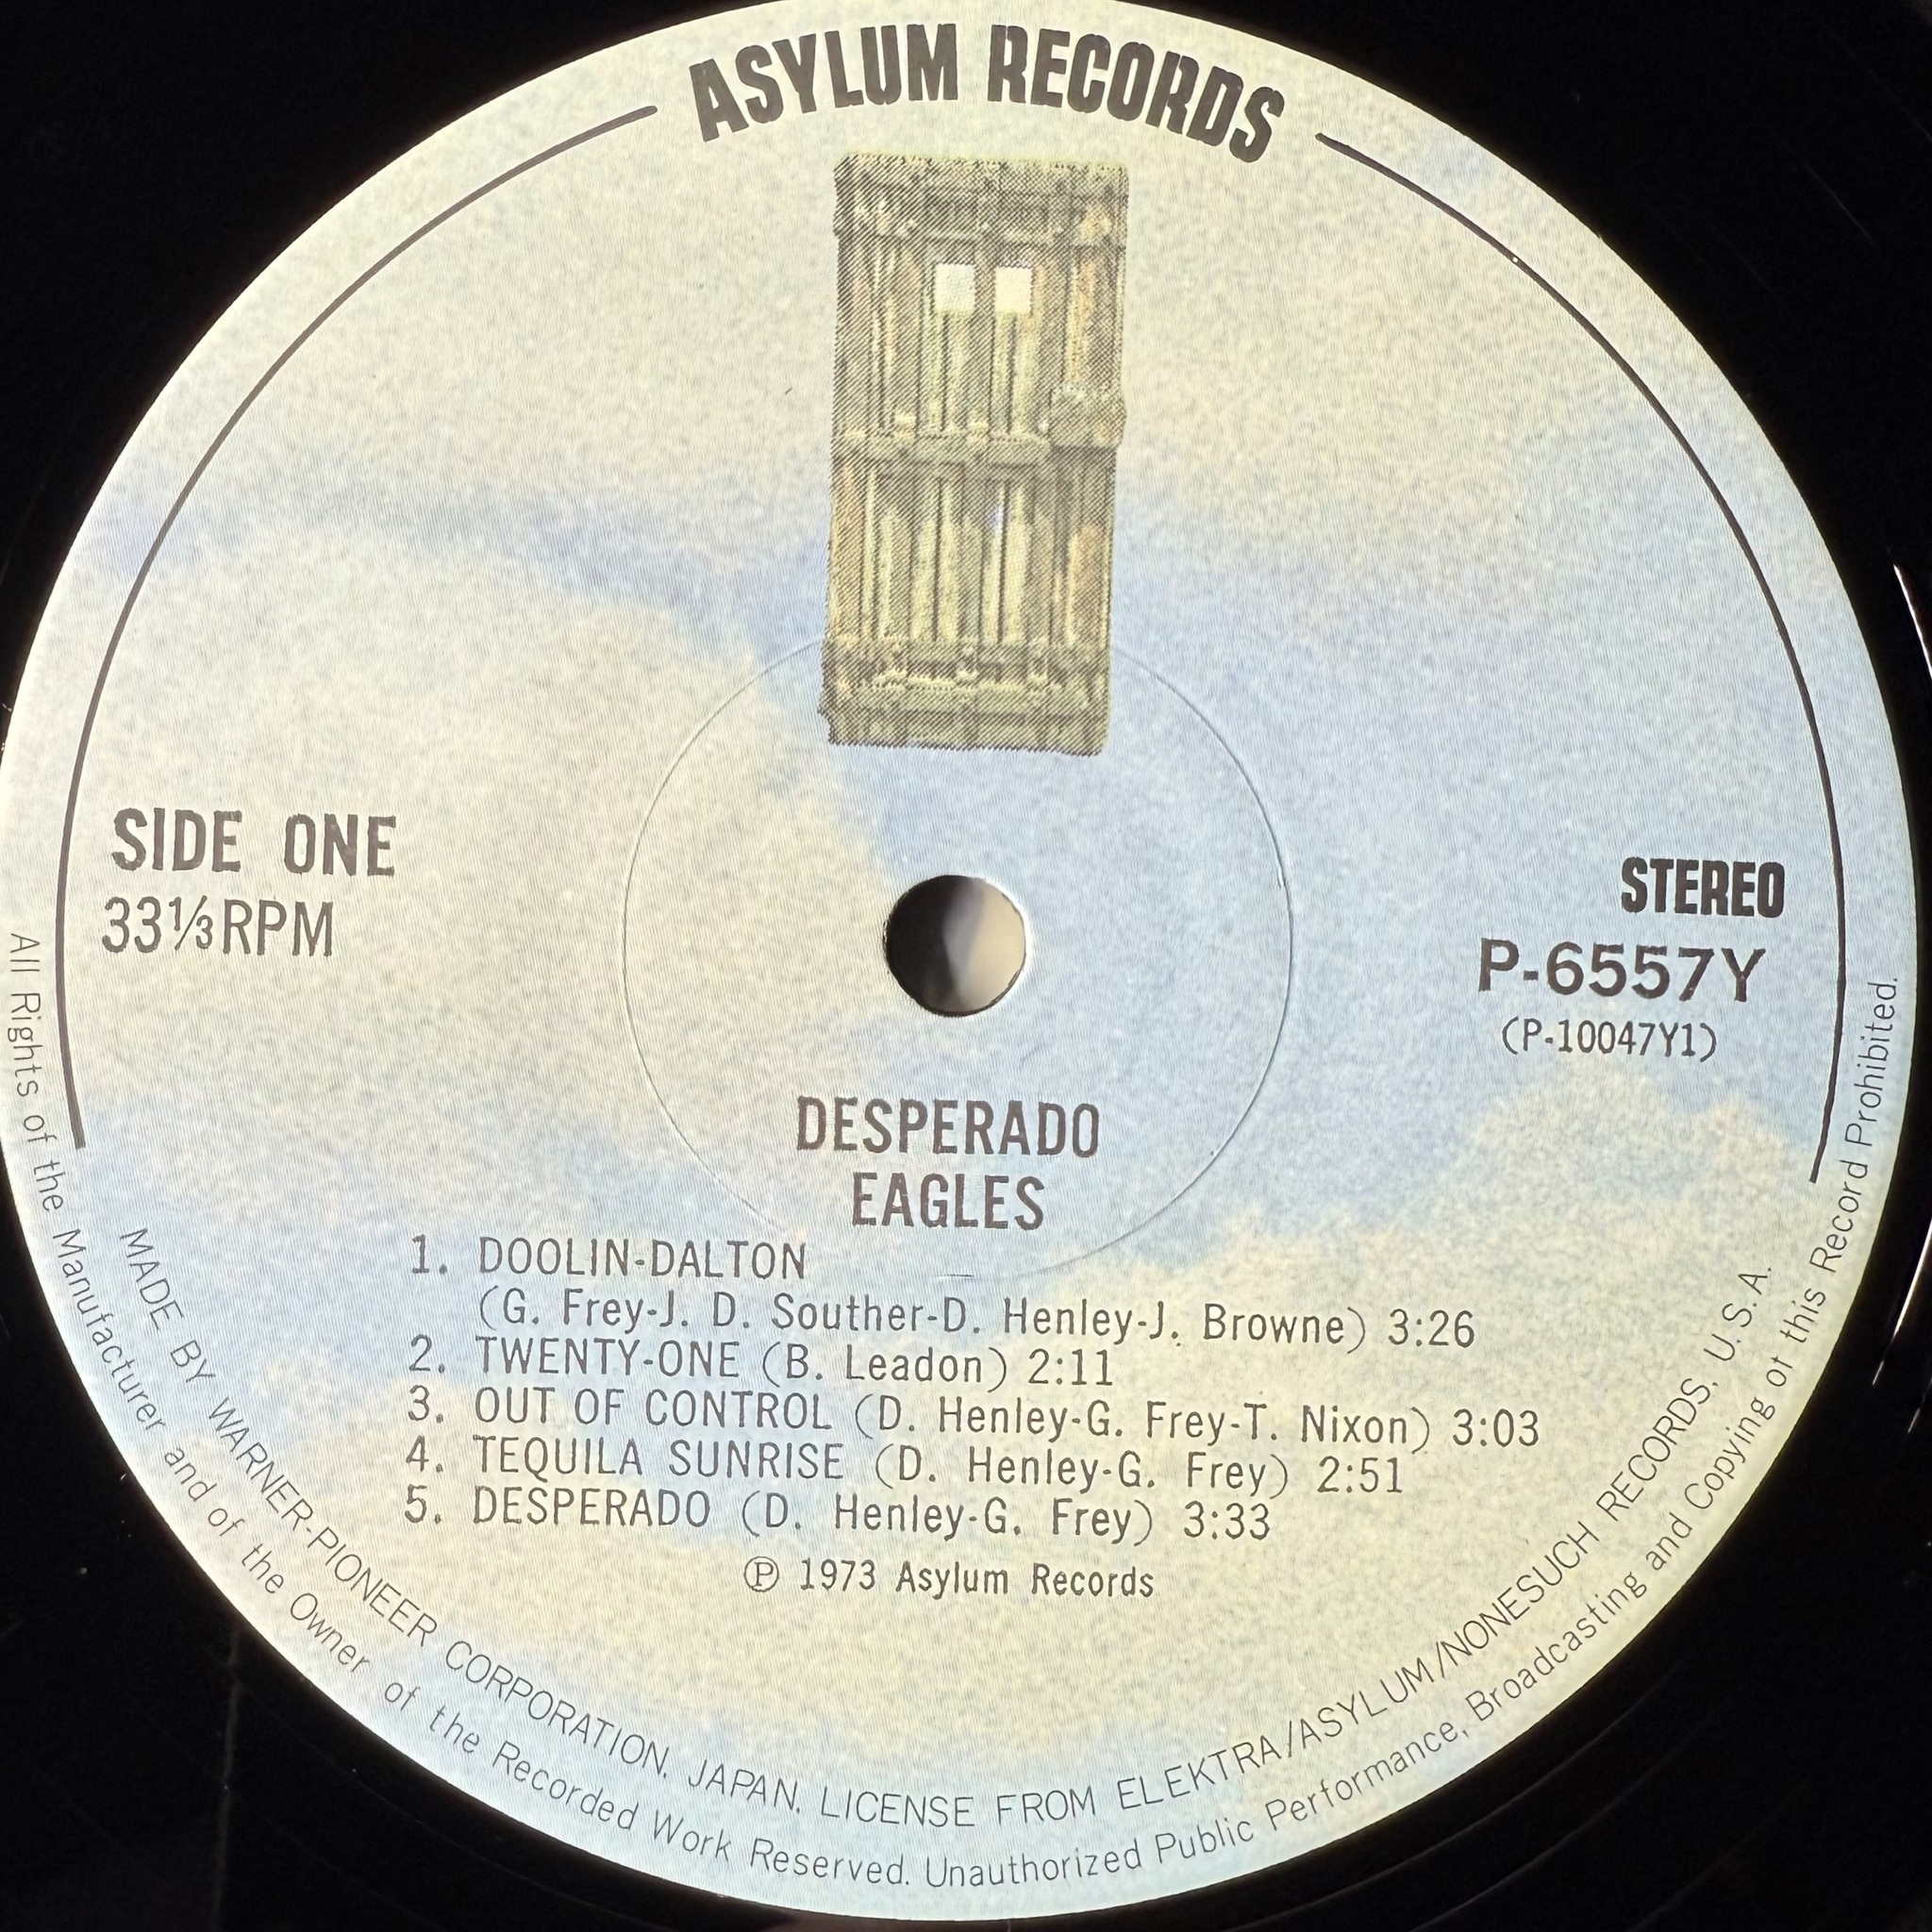 ASYLUM RECORDS
SIDE ONE
33⅓RPM
STEREO
P-6557Y
(P-10047Y1)
DESPERADO
EAGLES
1. DOOLIN-DALTON
(G. Frey-J. D. Souther-D. Henley-J. Browne) 3:26
2. TWENTY-ONE (B. Leadon) 2:11
3. OUT OF CONTROL (D. Henley-G. Frey-T. Nixon) 3:03
4. TEQUILA SUNRISE (D. Henley-G. Frey) 2:51
5. DESPERADO (D. Henley-G. Frey) 3:33
Ⓟ 1973 Asylum Records
MADE BY WARNER-PIONEER CORPORATION, JAPAN, LICENSE FROM ELEKTRA/ASYLUM/NONESUCH RECORDS, U.S.A.
All Rights of the Manufacturer and of the Owner of the Recorded Work Reserved. Unauthorized Public Performance, Broadcasting and Copying of this Record Prohibited.